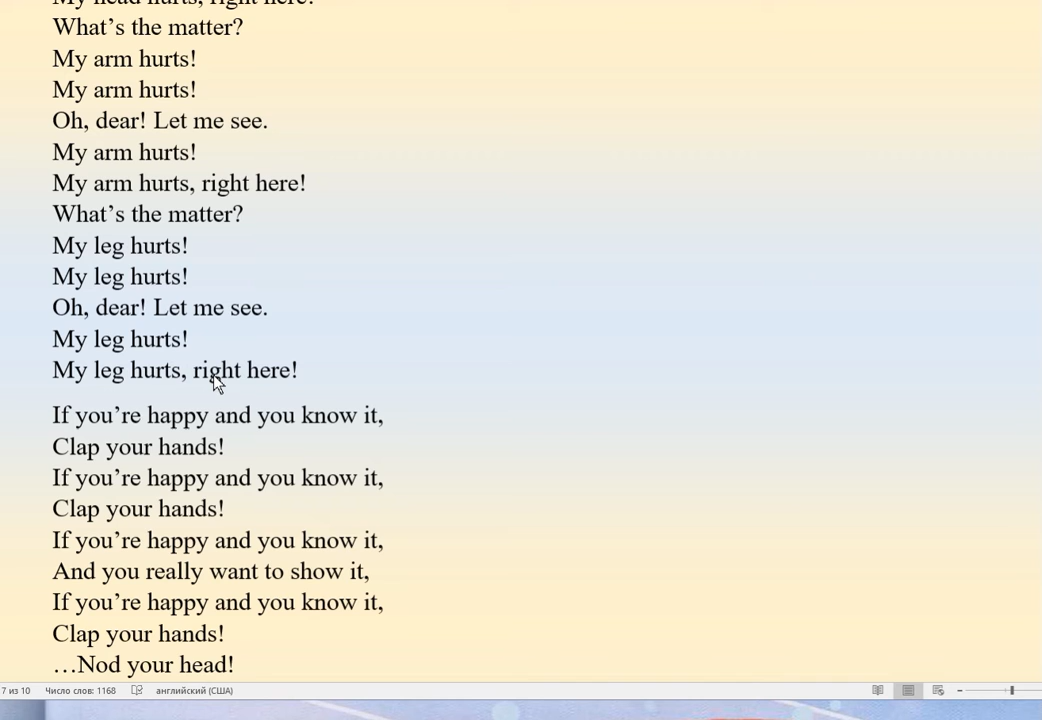 My head hurts, right here!
What’s the matter?
My arm hurts!
My arm hurts!
Oh, dear! Let me see.
My arm hurts!
My arm hurts, right here!
What’s the matter?
My leg hurts!
My leg hurts!
Oh, dear! Let me see.
My leg hurts!
My leg hurts, right here!
If you’re happy and you know it,
Clap your hands!
If you’re happy and you know it,
Clap your hands!
If you’re happy and you know it,
And you really want to show it,
If you’re happy and you know it,
Clap your hands!
…Nod your head!
7 из 10 Число слов: 1168 английский (США)